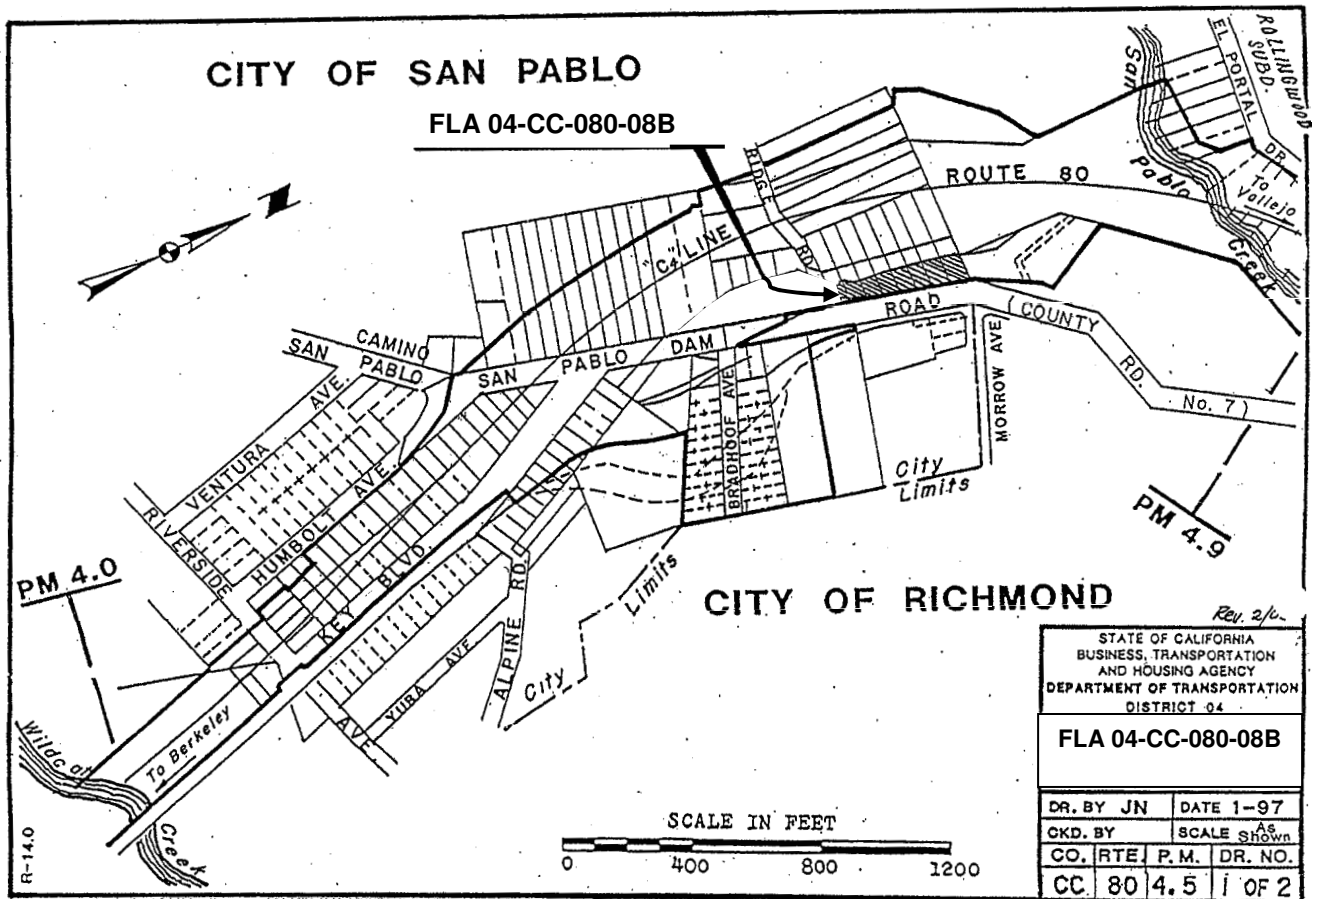 CITY OF SAN PABLO
FLA 04-CC-080-08B
ROLLINGWOOD
SUBD.
EL PORTAL
DR.
To
Vallejo
San
Pablo
Creek
ROUTE 80
RIDGE
RD.
"C4" LINE
CAMINO
PABLO
SAN
SAN PABLO DAM
ROAD
(COUNTY
RD.
No. 7)
MORROW AVE
BRADHOOF AVE
VENTURA AVE.
RIVERSIDE
AVE.
HUMBOLT AVE.
KEY BLVD.
ALPINE RD.
YUBA AVE
City
Limits
City
Limits
PM 4.0
PM 4.9
CITY OF RICHMOND
To Berkeley
Wildcat
Creek
R-14.0
SCALE IN FEET
0 400 800 1200
Rev. 2/
STATE OF CALIFORNIA
BUSINESS, TRANSPORTATION
AND HOUSING AGENCY
DEPARTMENT OF TRANSPORTATION
DISTRICT 04
FLA 04-CC-080-08B
DR. BY JN DATE 1-97
CKD. BY SCALE As Shown
CO. RTE. P.M. DR. NO.
CC 80 4.5 1 OF 2